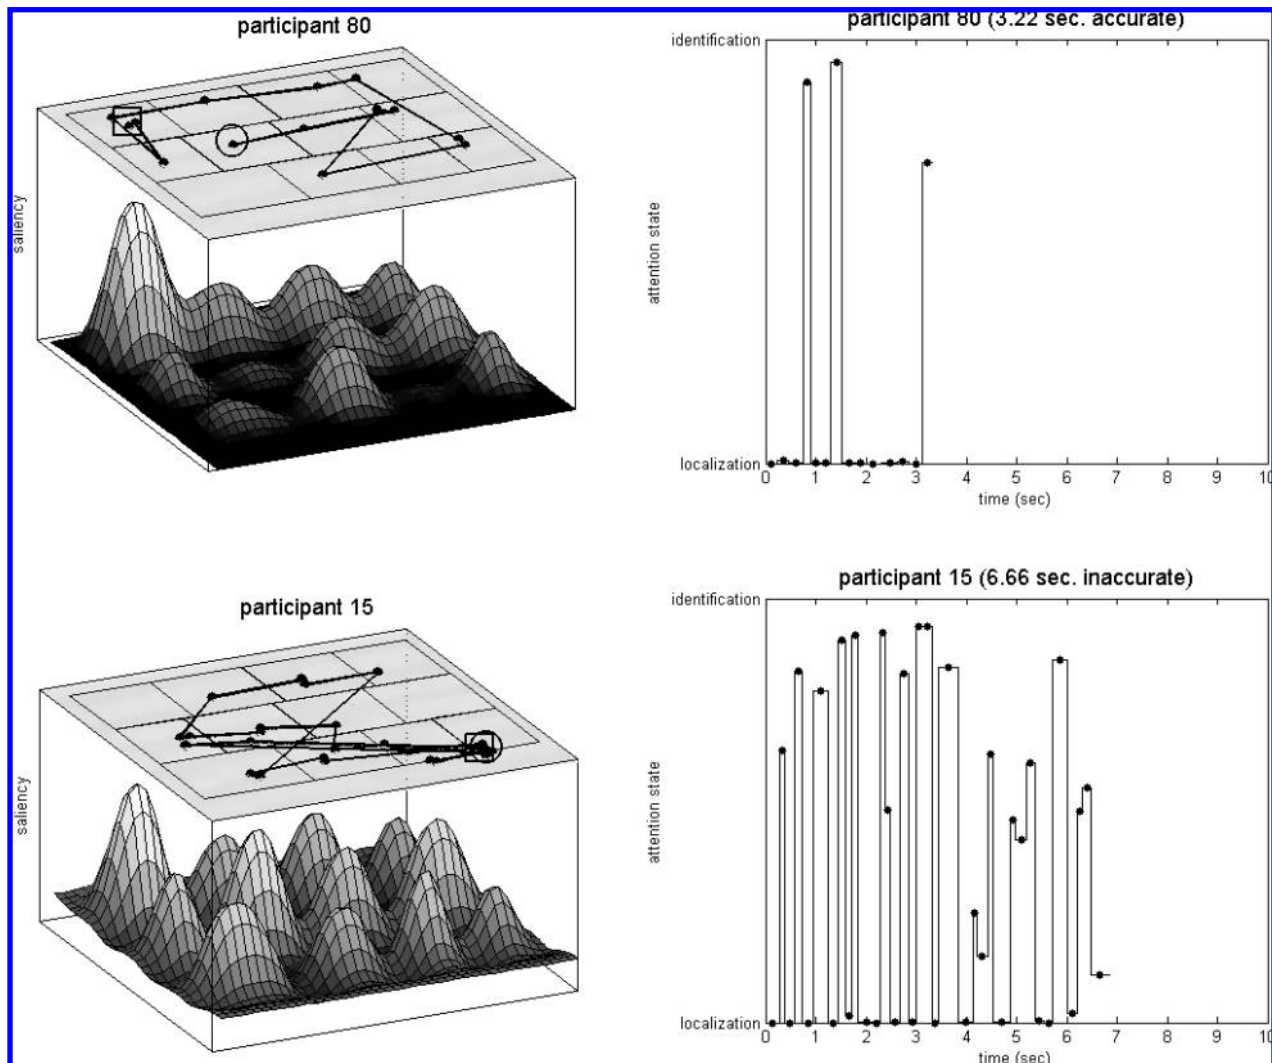 participant 80
saliency
participant 80 (3.22 sec. accurate)
identification
attention state
localization
0 1 2 3 4 5 6 7 8 9 10
time (sec)
participant 15
saliency
participant 15 (6.66 sec. inaccurate)
identification
attention state
localization
0 1 2 3 4 5 6 7 8 9 10
time (sec)